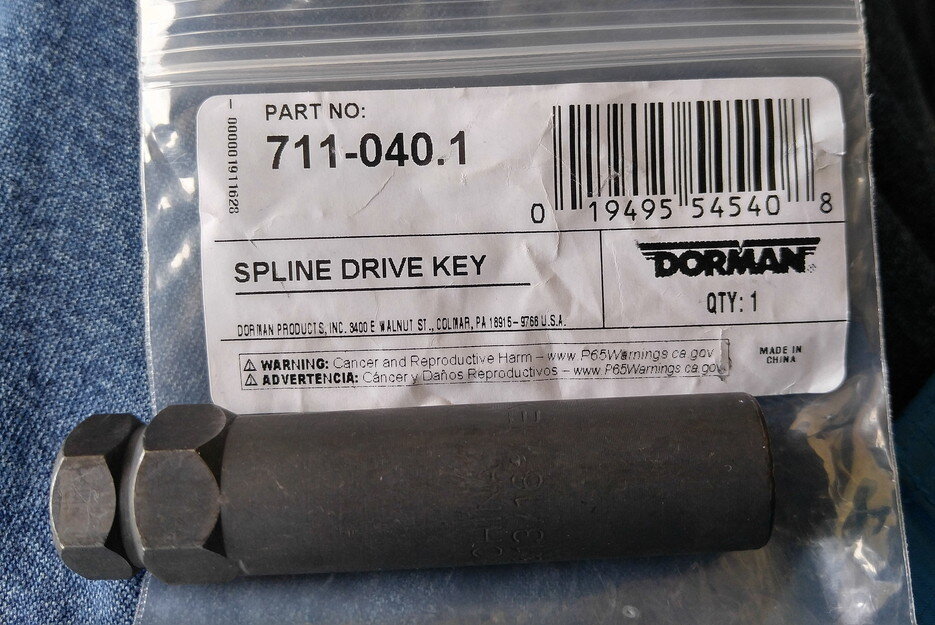 PART NO:
711-040.1
0 19495 54540 8
SPLINE DRIVE KEY
DORMAN
QTY: 1
DORMAN PRODUCTS, INC. 3400 E WALNUT ST., COLMAR, PA 18915-9768 U.S.A.
⚠ WARNING: Cancer and Reproductive Harm – www.P65Warnings.ca.gov
⚠ ADVERTENCIA: Cáncer y Daños Reproductivos – www.P65Warnings.ca.gov
MADE IN
CHINA